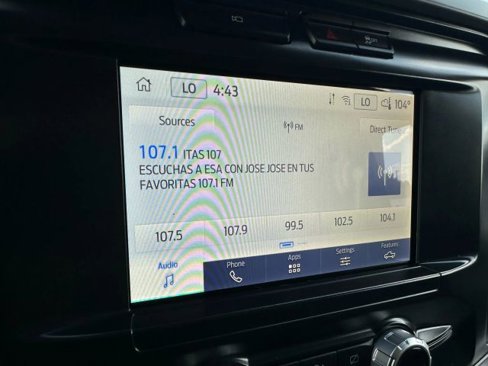 LO 4:43 LO 104°
Sources
FM
Direct Tune
107.1 ITAS 107
ESCUCHAS A ESA CON JOSE JOSE EN TUS
FAVORITAS 107.1 FM
107.5 107.9 99.5 102.5 104.1
Audio Phone Apps Settings Features